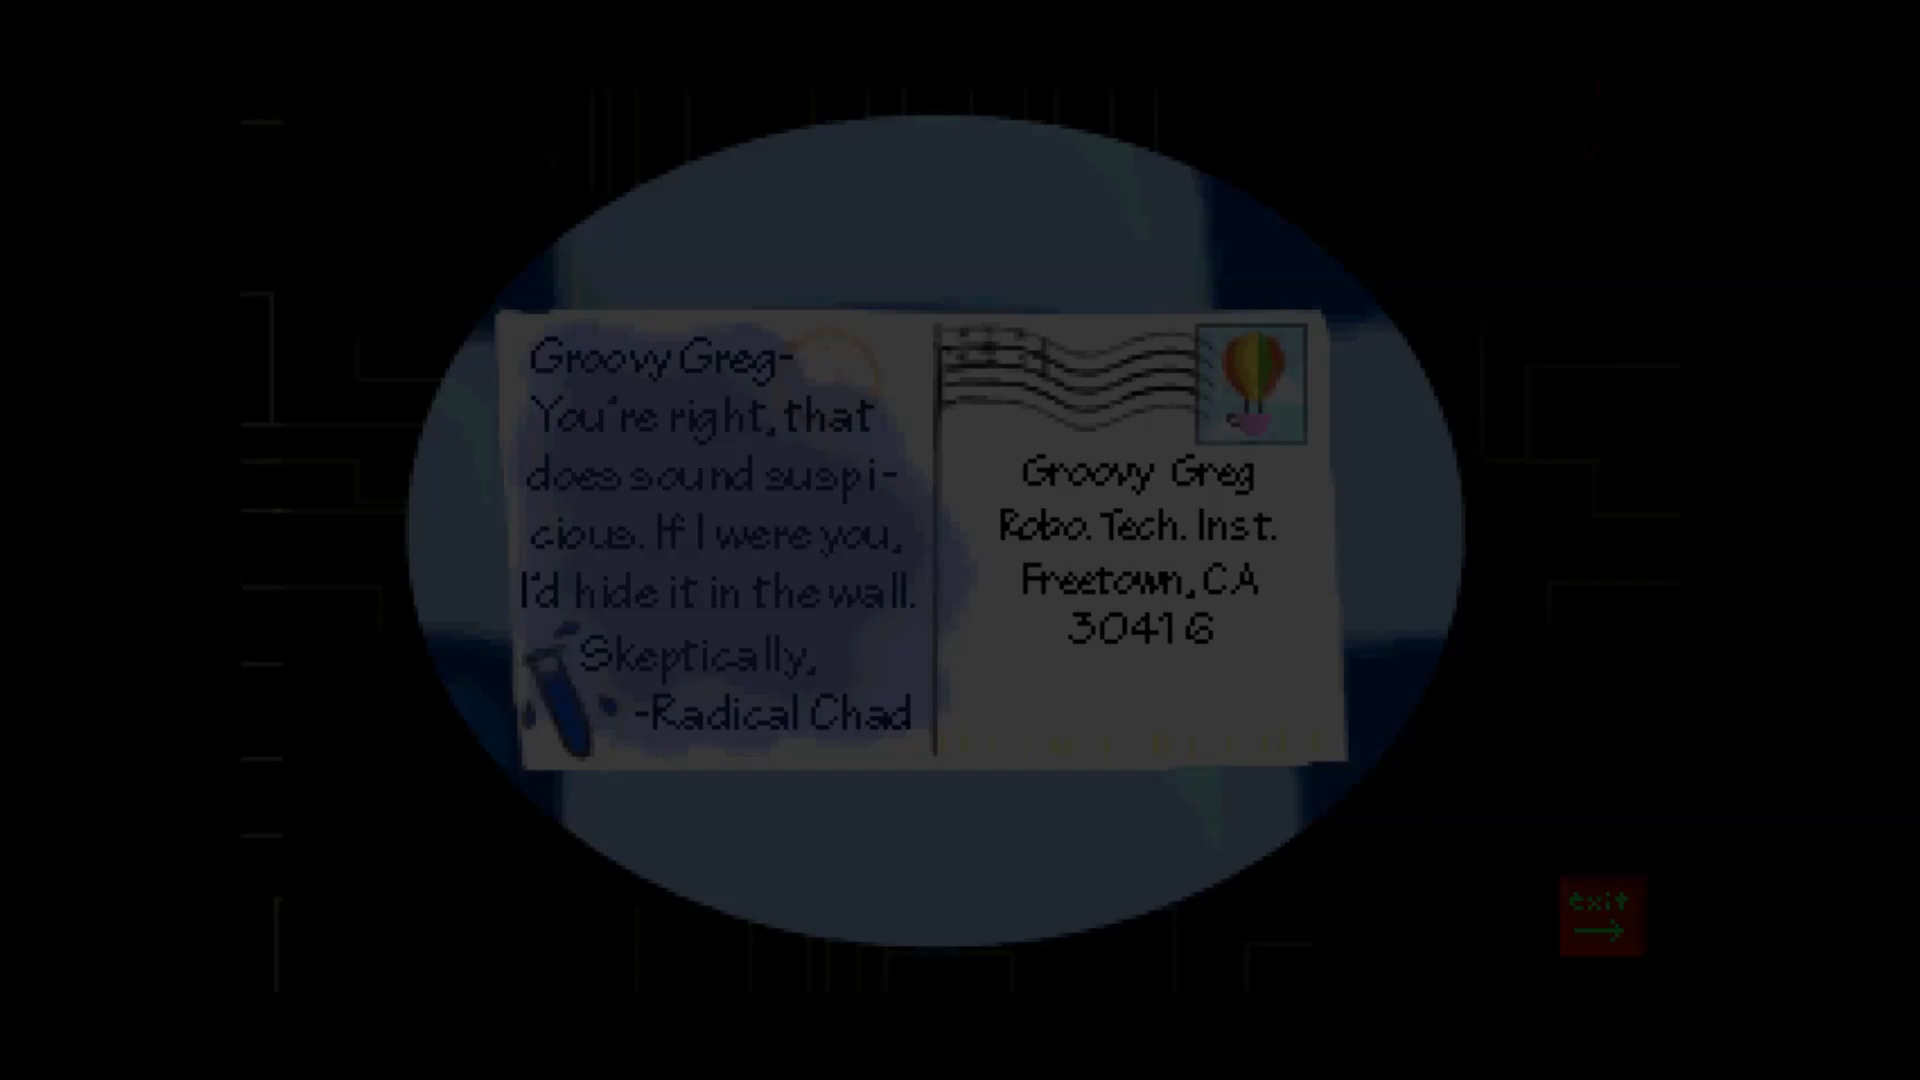 Groovy Greg-
You're right, that
does sound suspi-
cious. If I were you,
I'd hide it in the wall.
Skeptically,
-Radical Chad
Groovy Greg
Robo. Tech. Inst.
Freetown, CA
30416
exit